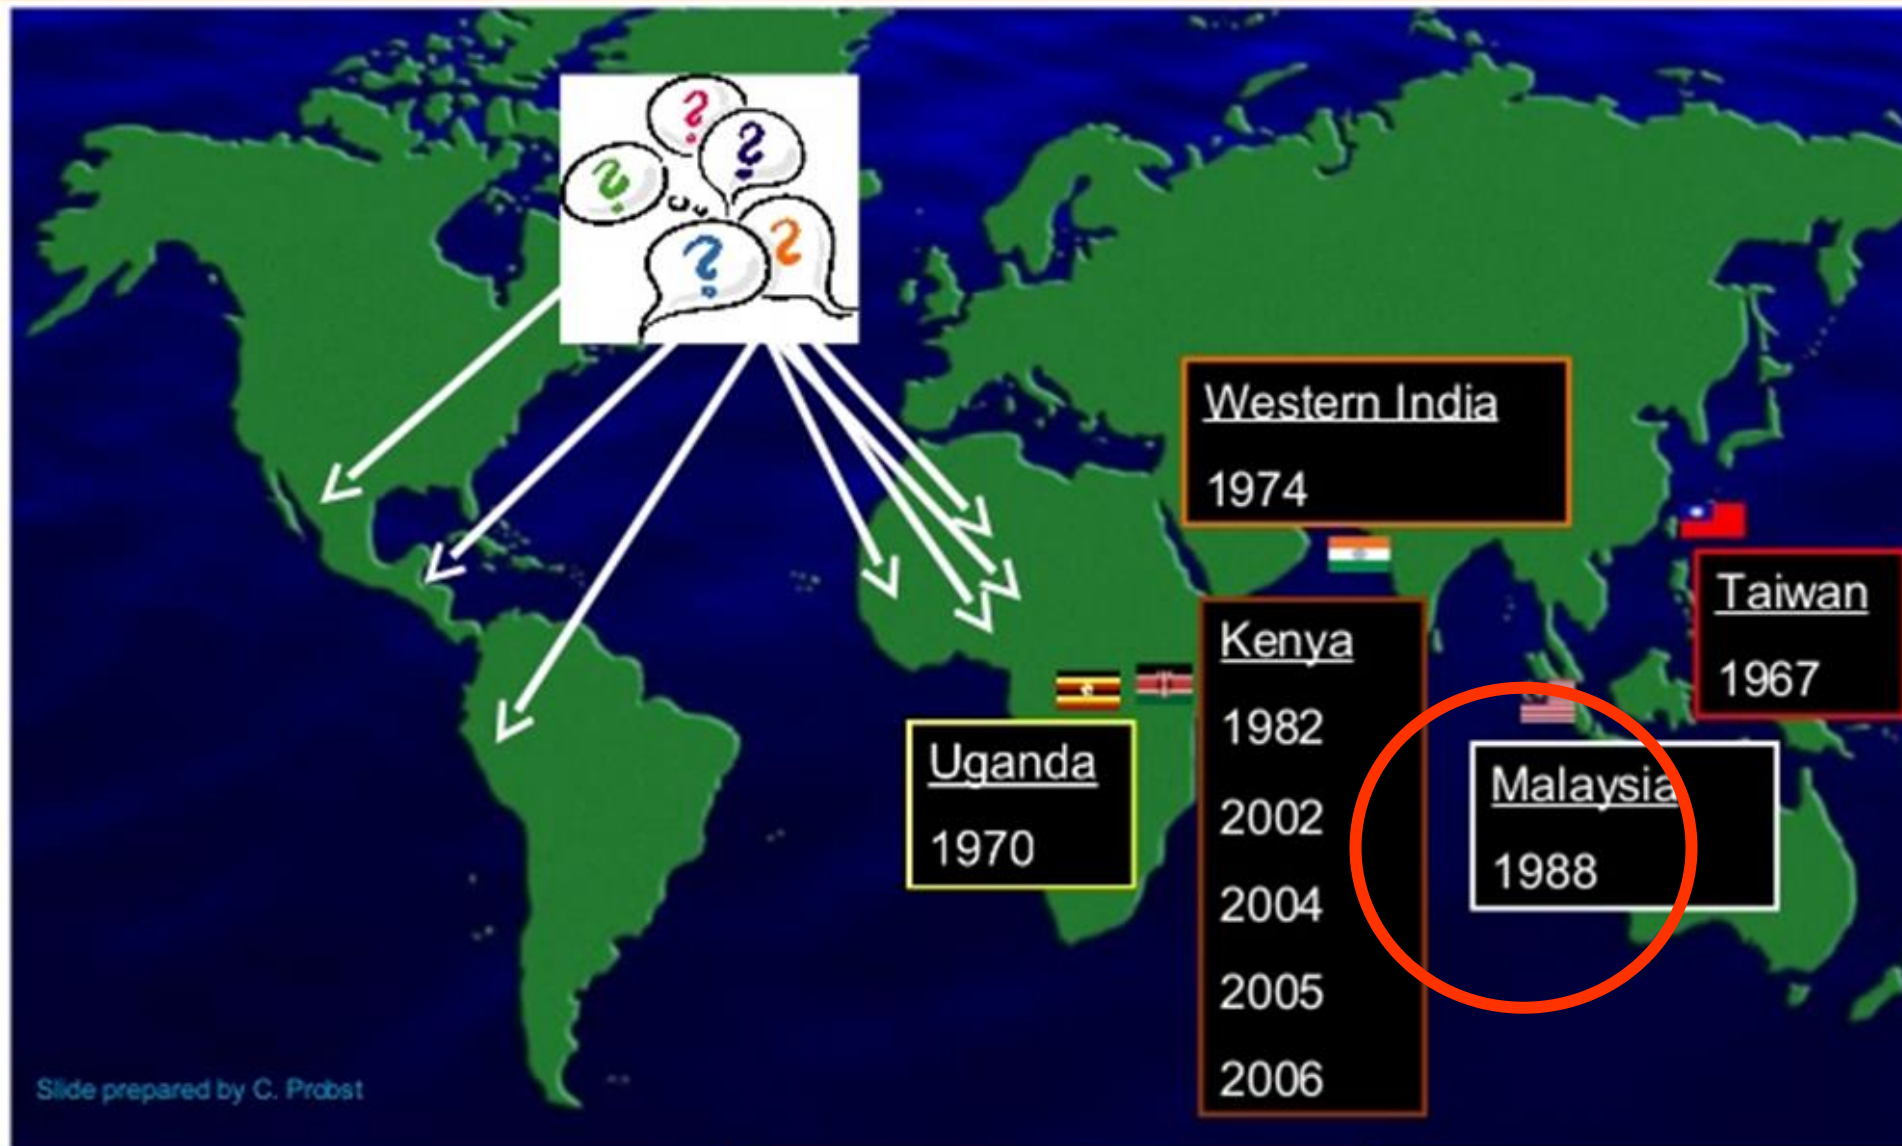 Western India
1974
Taiwan
1967
Kenya
1982
2002
2004
2005
2006
Uganda
1970
Malaysia
1988
? ? ? ? ?
Slide prepared by C. Probst